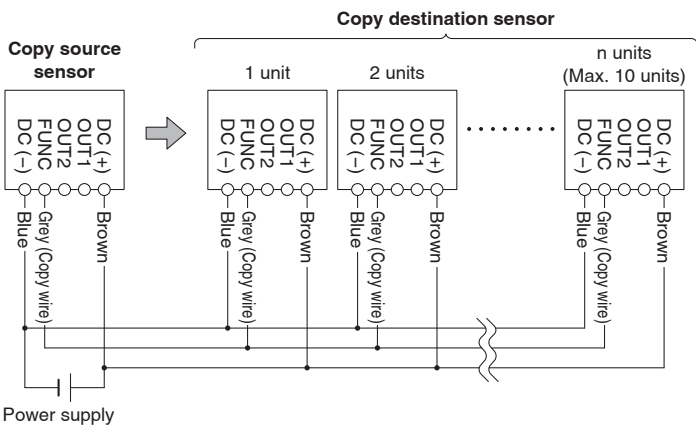 Copy destination sensor
Copy source
sensor
1 unit
2 units
n units
(Max. 10 units)
DC (−)
FUNC
OUT2
OUT1
DC (+)
DC (−)
FUNC
OUT2
OUT1
DC (+)
DC (−)
FUNC
OUT2
OUT1
DC (+)
DC (−)
FUNC
OUT2
OUT1
DC (+)
Blue
Grey (Copy wire)
Brown
Blue
Grey (Copy wire)
Brown
Blue
Grey (Copy wire)
Brown
Blue
Grey (Copy wire)
Brown
Power supply